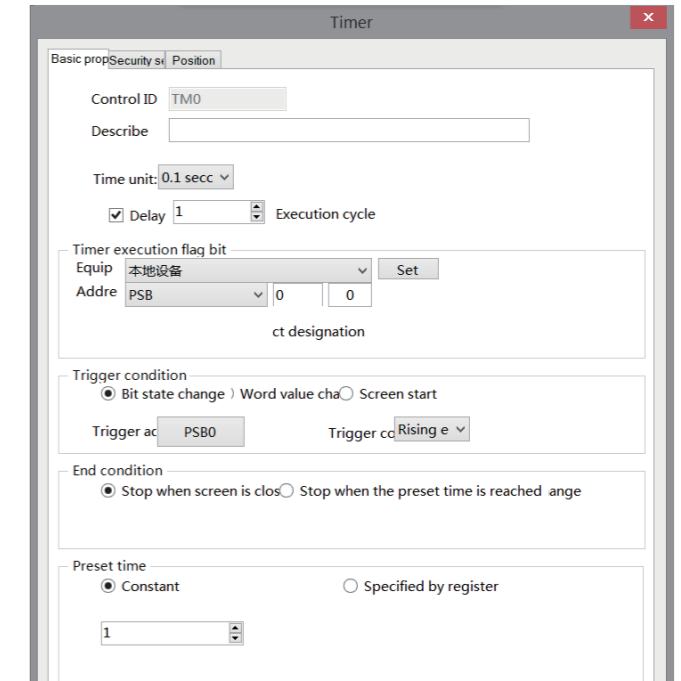 Timer
x
Basic prop Security se Position
Control ID TM0
Describe
Time unit: 0.1 secc
Delay 1 Execution cycle
Timer execution flag bit
Equip 本地设备 Set
Addre PSB 0 0
ct designation
Trigger condition
Bit state change ) Word value cha Screen start
Trigger ac PSB0 Trigger co Rising e
End condition
Stop when screen is clos Stop when the preset time is reached ange
Preset time
Constant Specified by register
1